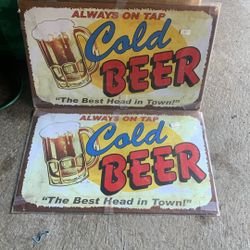 ALWAYS ON TAP
Cold
BEER
"The Best Head in Town!"
ALWAYS ON TAP
Cold
BEER
"The Best Head in Town!"